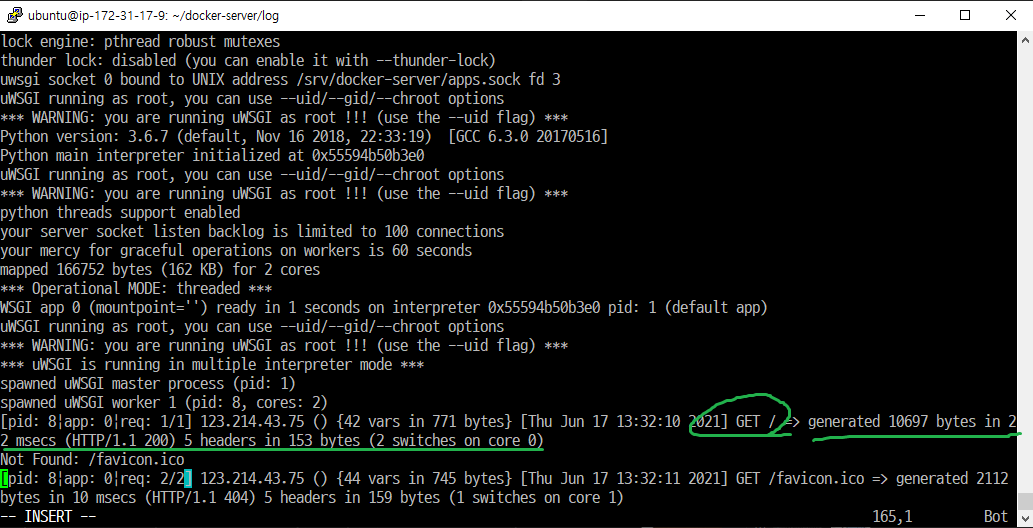 ubuntu@ip-172-31-17-9: ~/docker-server/log
lock engine: pthread robust mutexes
thunder lock: disabled (you can enable it with --thunder-lock)
uwsgi socket 0 bound to UNIX address /srv/docker-server/apps.sock fd 3
uWSGI running as root, you can use --uid/--gid/--chroot options
*** WARNING: you are running uWSGI as root !!! (use the --uid flag) ***
Python version: 3.6.7 (default, Nov 16 2018, 22:33:19)  [GCC 6.3.0 20170516]
Python main interpreter initialized at 0x55594b50b3e0
uWSGI running as root, you can use --uid/--gid/--chroot options
*** WARNING: you are running uWSGI as root !!! (use the --uid flag) ***
python threads support enabled
your server socket listen backlog is limited to 100 connections
your mercy for graceful operations on workers is 60 seconds
mapped 166752 bytes (162 KB) for 2 cores
*** Operational MODE: threaded ***
WSGI app 0 (mountpoint='') ready in 1 seconds on interpreter 0x55594b50b3e0 pid: 1 (default app)
uWSGI running as root, you can use --uid/--gid/--chroot options
*** WARNING: you are running uWSGI as root !!! (use the --uid flag) ***
*** uWSGI is running in multiple interpreter mode ***
spawned uWSGI master process (pid: 1)
spawned uWSGI worker 1 (pid: 8, cores: 2)
[pid: 8|app: 0|req: 1/1] 123.214.43.75 () {42 vars in 771 bytes} [Thu Jun 17 13:32:10 2021] GET / => generated 10697 bytes in 2
2 msecs (HTTP/1.1 200) 5 headers in 153 bytes (2 switches on core 0)
Not Found: /favicon.ico
[pid: 8|app: 0|req: 2/2] 123.214.43.75 () {44 vars in 745 bytes} [Thu Jun 17 13:32:11 2021] GET /favicon.ico => generated 2112
bytes in 10 msecs (HTTP/1.1 404) 5 headers in 159 bytes (1 switches on core 1)
-- INSERT -- 165,1 Bot